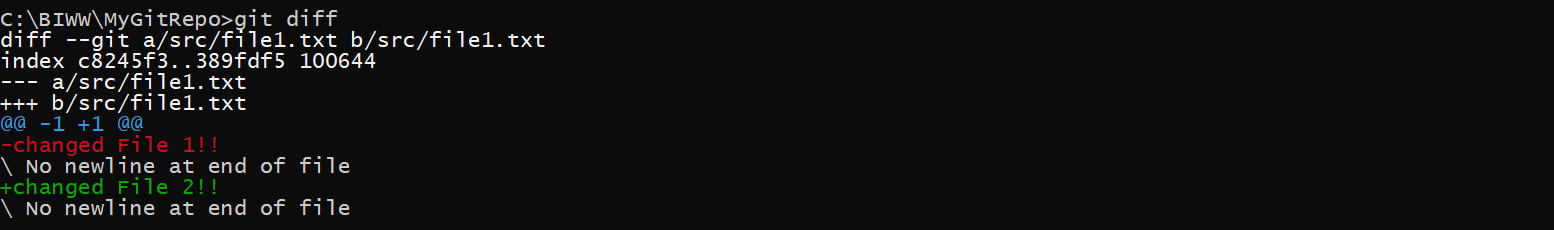 C:\BIWW\MyGitRepo>git diff
diff --git a/src/file1.txt b/src/file1.txt
index c8245f3..389fdf5 100644
--- a/src/file1.txt
+++ b/src/file1.txt
@@ -1 +1 @@
-changed File 1!!
\ No newline at end of file
+changed File 2!!
\ No newline at end of file